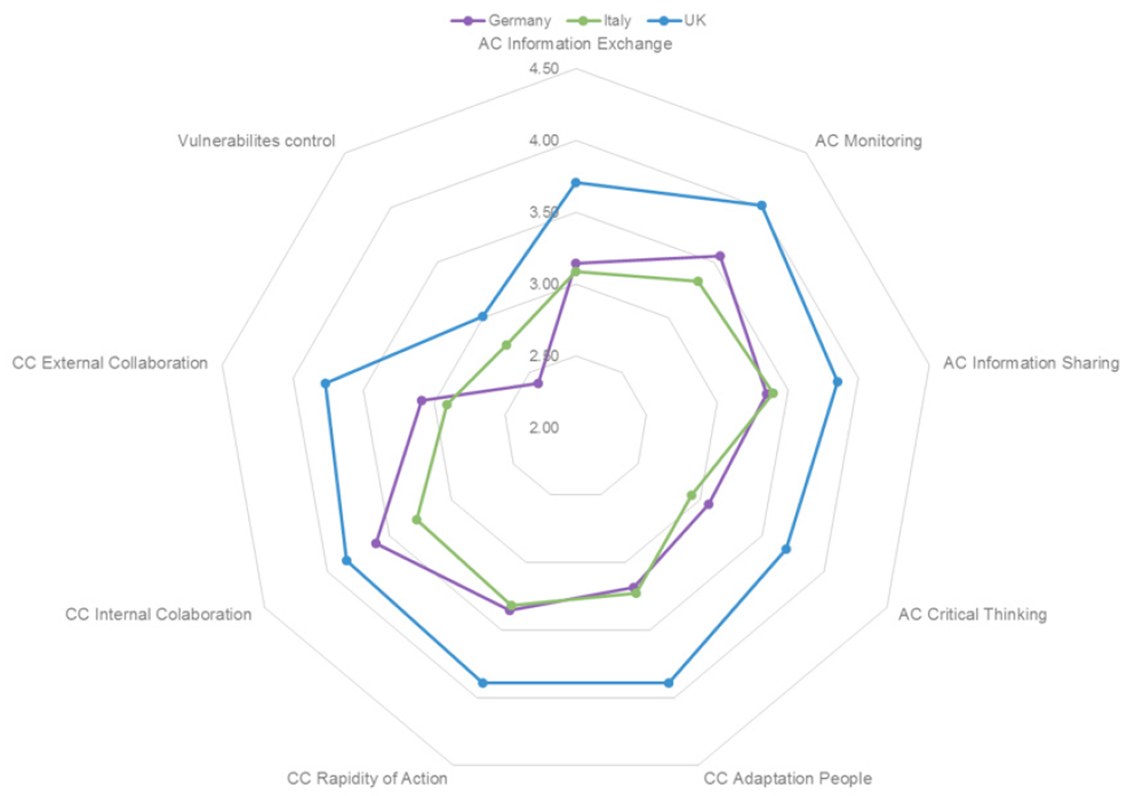 Germany Italy UK
AC Information Exchange
4.50
Vulnerabilites control
4.00
AC Monitoring
3.50
3.00
CC External Collaboration
2.50
AC Information Sharing
2.00
CC Internal Colaboration
AC Critical Thinking
CC Rapidity of Action
CC Adaptation People